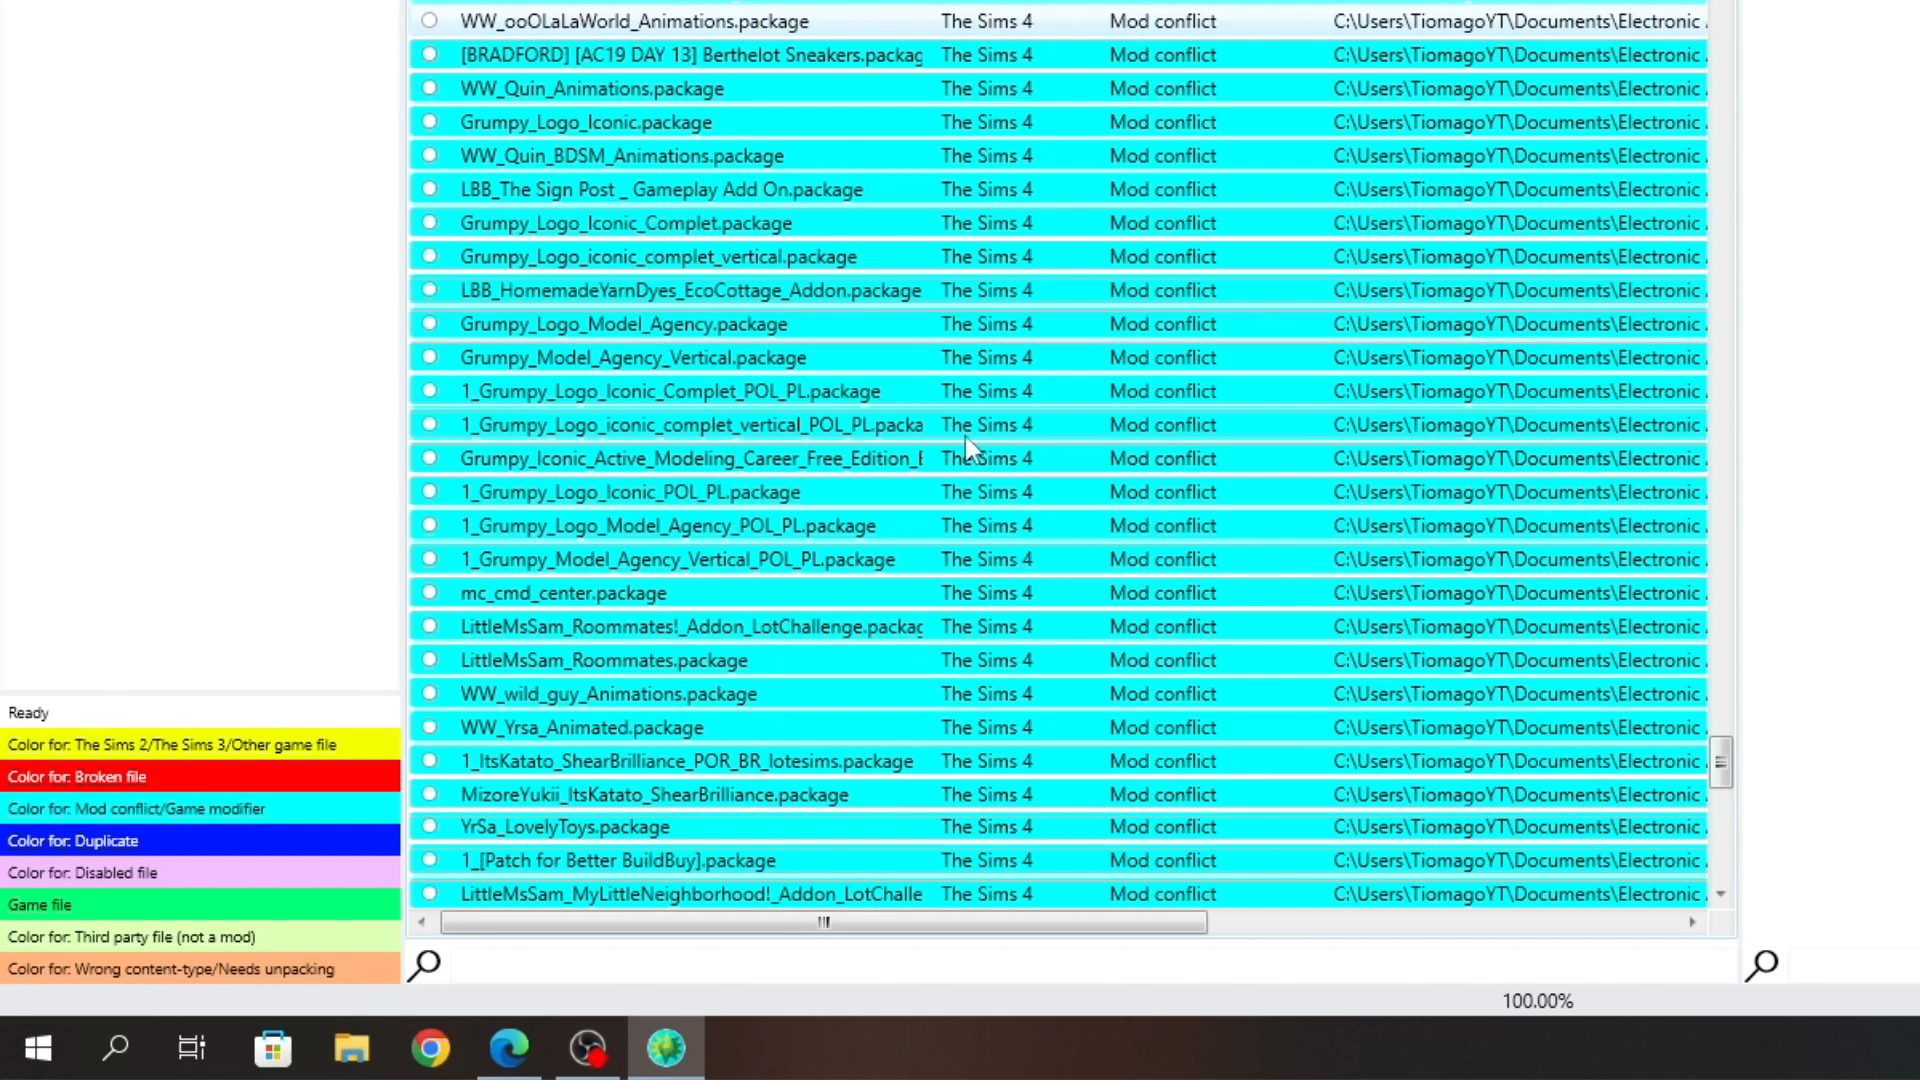 WW_ooOLaLaWorld_Animations.package The Sims 4 Mod conflict C:\Users\TiomagoYT\Documents\Electronic
[BRADFORD] [AC19 DAY 13] Berthelot Sneakers.packag The Sims 4 Mod conflict C:\Users\TiomagoYT\Documents\Electronic
WW_Quin_Animations.package The Sims 4 Mod conflict C:\Users\TiomagoYT\Documents\Electronic
Grumpy_Logo_Iconic.package The Sims 4 Mod conflict C:\Users\TiomagoYT\Documents\Electronic
WW_Quin_BDSM_Animations.package The Sims 4 Mod conflict C:\Users\TiomagoYT\Documents\Electronic
LBB_The Sign Post _ Gameplay Add On.package The Sims 4 Mod conflict C:\Users\TiomagoYT\Documents\Electronic
Grumpy_Logo_Iconic_Complet.package The Sims 4 Mod conflict C:\Users\TiomagoYT\Documents\Electronic
Grumpy_Logo_iconic_complet_vertical.package The Sims 4 Mod conflict C:\Users\TiomagoYT\Documents\Electronic
LBB_HomemadeYarnDyes_EcoCottage_Addon.package The Sims 4 Mod conflict C:\Users\TiomagoYT\Documents\Electronic
Grumpy_Logo_Model_Agency.package The Sims 4 Mod conflict C:\Users\TiomagoYT\Documents\Electronic
Grumpy_Model_Agency_Vertical.package The Sims 4 Mod conflict C:\Users\TiomagoYT\Documents\Electronic
1_Grumpy_Logo_Iconic_Complet_POL_PL.package The Sims 4 Mod conflict C:\Users\TiomagoYT\Documents\Electronic
1_Grumpy_Logo_iconic_complet_vertical_POL_PL.packa The Sims 4 Mod conflict C:\Users\TiomagoYT\Documents\Electronic
Grumpy_Iconic_Active_Modeling_Career_Free_Edition_E The Sims 4 Mod conflict C:\Users\TiomagoYT\Documents\Electronic
1_Grumpy_Logo_Iconic_POL_PL.package The Sims 4 Mod conflict C:\Users\TiomagoYT\Documents\Electronic
1_Grumpy_Logo_Model_Agency_POL_PL.package The Sims 4 Mod conflict C:\Users\TiomagoYT\Documents\Electronic
1_Grumpy_Model_Agency_Vertical_POL_PL.package The Sims 4 Mod conflict C:\Users\TiomagoYT\Documents\Electronic
mc_cmd_center.package The Sims 4 Mod conflict C:\Users\TiomagoYT\Documents\Electronic
LittleMsSam_Roommates!_Addon_LotChallenge.packag The Sims 4 Mod conflict C:\Users\TiomagoYT\Documents\Electronic
LittleMsSam_Roommates.package The Sims 4 Mod conflict C:\Users\TiomagoYT\Documents\Electronic
WW_wild_guy_Animations.package The Sims 4 Mod conflict C:\Users\TiomagoYT\Documents\Electronic
WW_Yrsa_Animated.package The Sims 4 Mod conflict C:\Users\TiomagoYT\Documents\Electronic
1_ItsKatato_ShearBrilliance_POR_BR_lotesims.package The Sims 4 Mod conflict C:\Users\TiomagoYT\Documents\Electronic
MizoreYukii_ItsKatato_ShearBrilliance.package The Sims 4 Mod conflict C:\Users\TiomagoYT\Documents\Electronic
YrSa_LovelyToys.package The Sims 4 Mod conflict C:\Users\TiomagoYT\Documents\Electronic
1_[Patch for Better BuildBuy].package The Sims 4 Mod conflict C:\Users\TiomagoYT\Documents\Electronic
LittleMsSam_MyLittleNeighborhood!_Addon_LotChalle The Sims 4 Mod conflict C:\Users\TiomagoYT\Documents\Electronic
Ready
Color for: The Sims 2/The Sims 3/Other game file
Color for: Broken file
Color for: Mod conflict/Game modifier
Color for: Duplicate
Color for: Disabled file
Game file
Color for: Third party file (not a mod)
Color for: Wrong content-type/Needs unpacking
100.00%